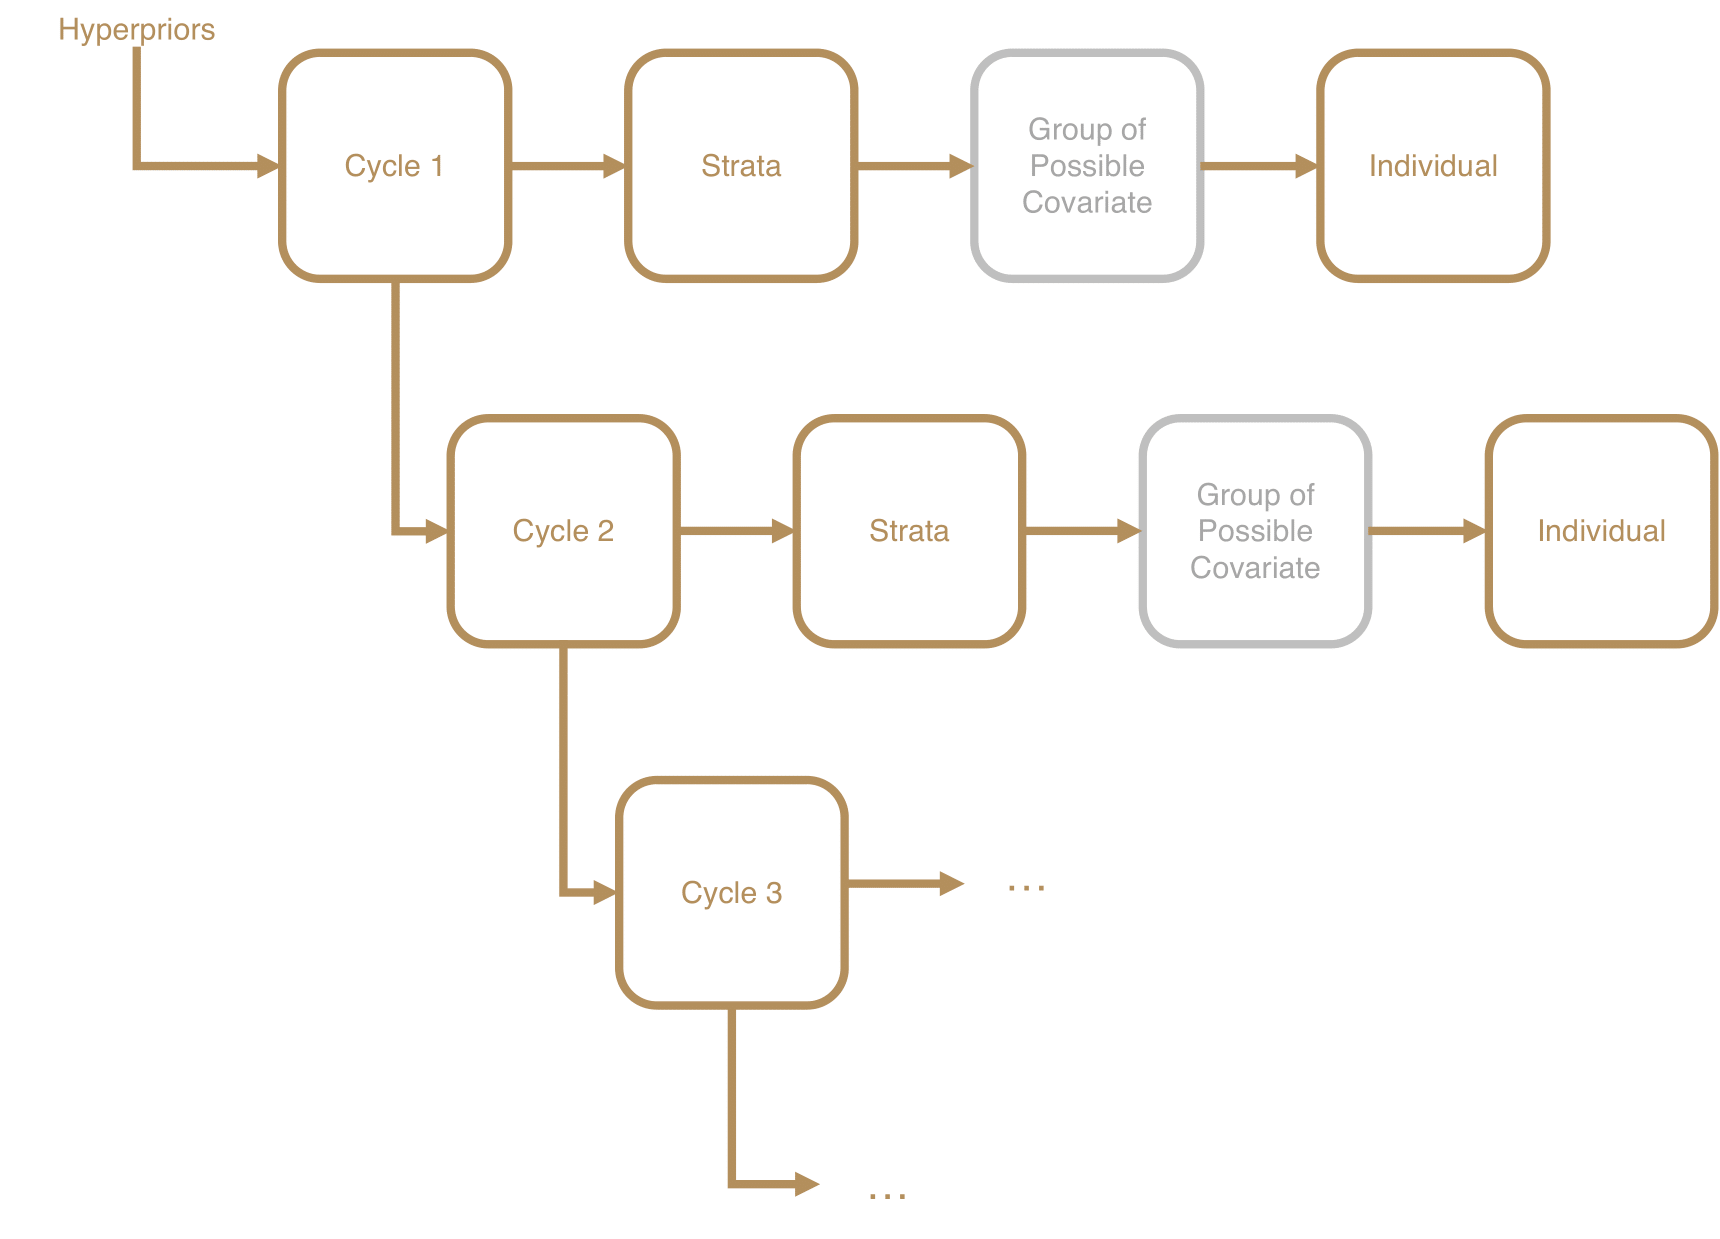 Hyperpriors
Cycle 1
Strata
Group of
Possible
Covariate
Individual
Cycle 2
Strata
Group of
Possible
Covariate
Individual
Cycle 3
...
...